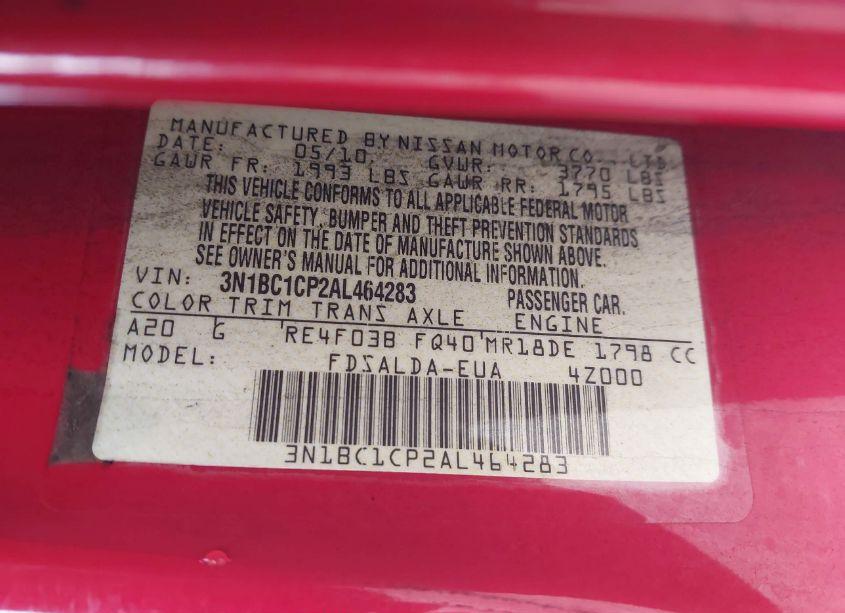 MANUFACTURED BY NISSAN MOTOR CO., LTD
DATE: 05/10, GVWR: 3770 LBS
GAWR FR: 1993 LBS GAWR RR: 1795 LBS
THIS VEHICLE CONFORMS TO ALL APPLICABLE FEDERAL MOTOR
VEHICLE SAFETY, BUMPER AND THEFT PREVENTION STANDARDS
IN EFFECT ON THE DATE OF MANUFACTURE SHOWN ABOVE.
SEE OWNER'S MANUAL FOR ADDITIONAL INFORMATION.
VIN: 3N1BC1CP2AL464283 PASSENGER CAR.
COLOR TRIM TRANS AXLE ENGINE
A20 G RE4F03B FQ40 MR18DE 1798 CC
MODEL: FDSALDA-EUA 4Z000
3N1BC1CP2AL464283